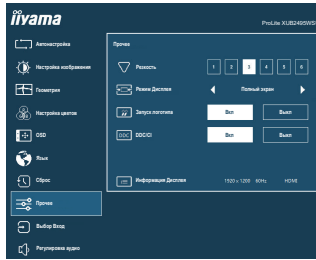 iiyama
ProLite XUB2495WS
Автонастройка
Прочее
Настройка изображения
Резкость
1 2 3 4 5 6
Геометрия
Режим Дисплея
Полный экран
Настройка цветов
Запуск логотипа
Вкл
Выкл
OSD
DDC DDC/CI
Вкл
Выкл
Язык
Сброс
Информация Дисплея
1920 x 1200 60Hz HDMI
Прочее
Выбор Вход
Регулировка аудио